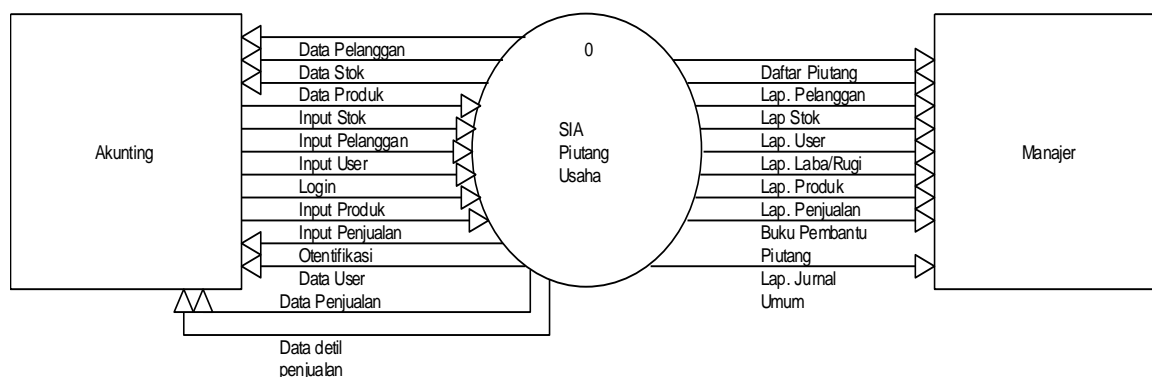 Akunting
Data Pelanggan
Data Stok
Data Produk
Input Stok
Input Pelanggan
Input User
Login
Input Produk
Input Penjualan
Otentifikasi
Data User
Data Penjualan
Data detil
penjualan
0
SIA
Piutang
Usaha
Daftar Piutang
Lap. Pelanggan
Lap Stok
Lap. User
Lap. Laba/Rugi
Lap. Produk
Lap. Penjualan
Buku Pembantu
Piutang
Lap. Jurnal
Umum
Manajer